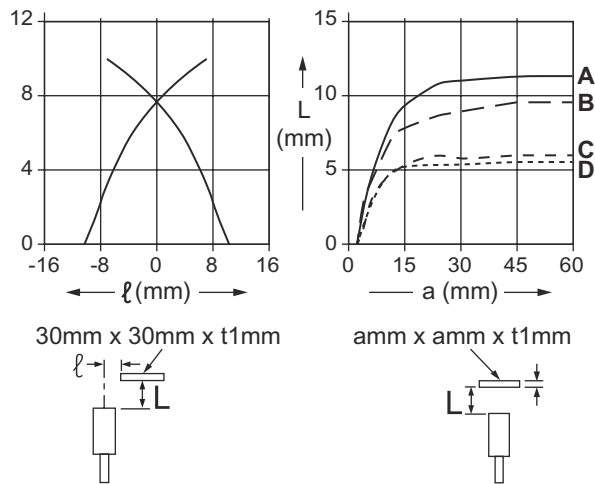 12
8
4
0
-16 -8 0 8 16
ℓ (mm)
L
(mm)
15
10
5
0
0 15 30 45 60
a (mm)
A
B
C
D
30mm x 30mm x t1mm
ℓ
L
amm x amm x t1mm
L